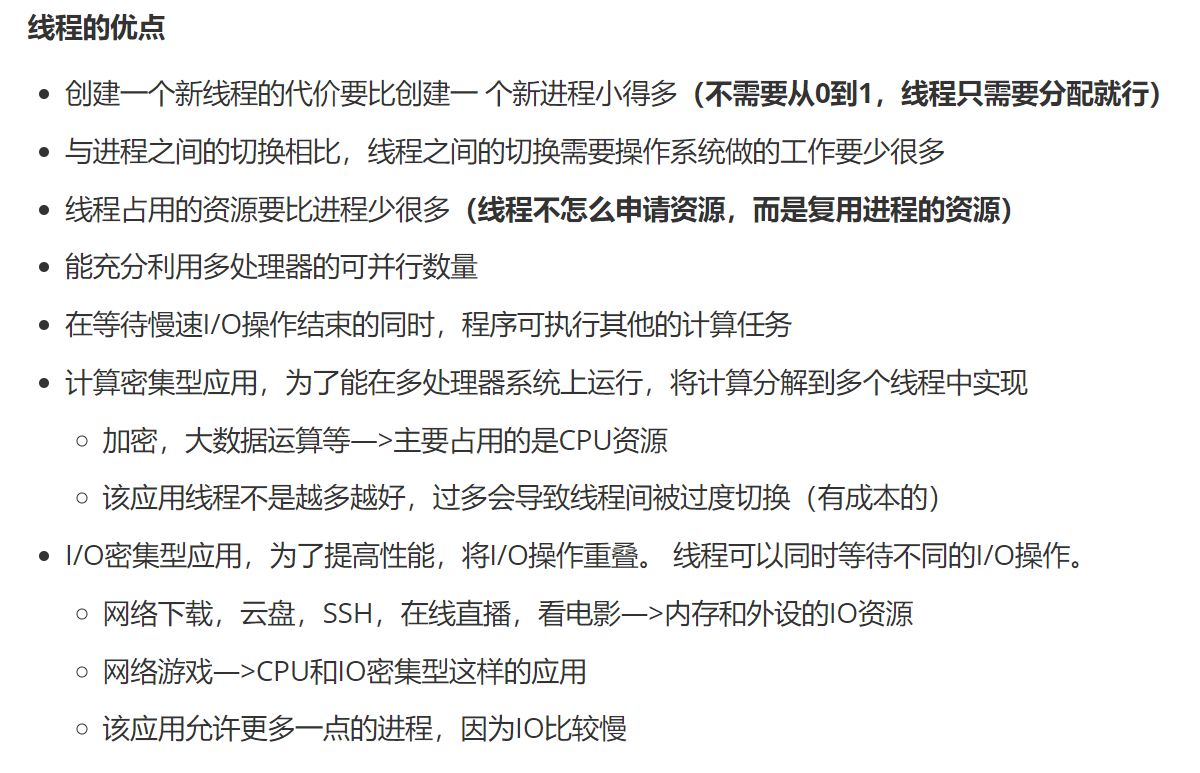 线程的优点
创建一个新线程的代价要比创建一 个新进程小得多（不需要从0到1，线程只需要分配就行）
与进程之间的切换相比，线程之间的切换需要操作系统做的工作要少很多
线程占用的资源要比进程少很多（线程不怎么申请资源，而是复用进程的资源）
能充分利用多处理器的可并行数量
在等待慢速I/O操作结束的同时，程序可执行其他的计算任务
计算密集型应用，为了能在多处理器系统上运行，将计算分解到多个线程中实现
加密，大数据运算等—>主要占用的是CPU资源
该应用线程不是越多越好，过多会导致线程间被过度切换（有成本的）
I/O密集型应用，为了提高性能，将I/O操作重叠。 线程可以同时等待不同的I/O操作。
网络下载，云盘，SSH，在线直播，看电影—>内存和外设的IO资源
网络游戏—>CPU和IO密集型这样的应用
该应用允许更多一点的进程，因为IO比较慢